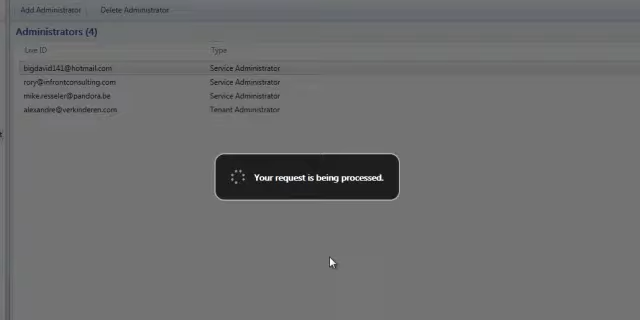 Add Administrator Delete Administrator
Administrators (4)
Live ID Type
bigdavid141@hotmail.com Service Administrator
rory@infrontconsulting.com Service Administrator
mike.resseler@pandora.be Service Administrator
alexandre@verkinderen.com Tenant Administrator
Your request is being processed.